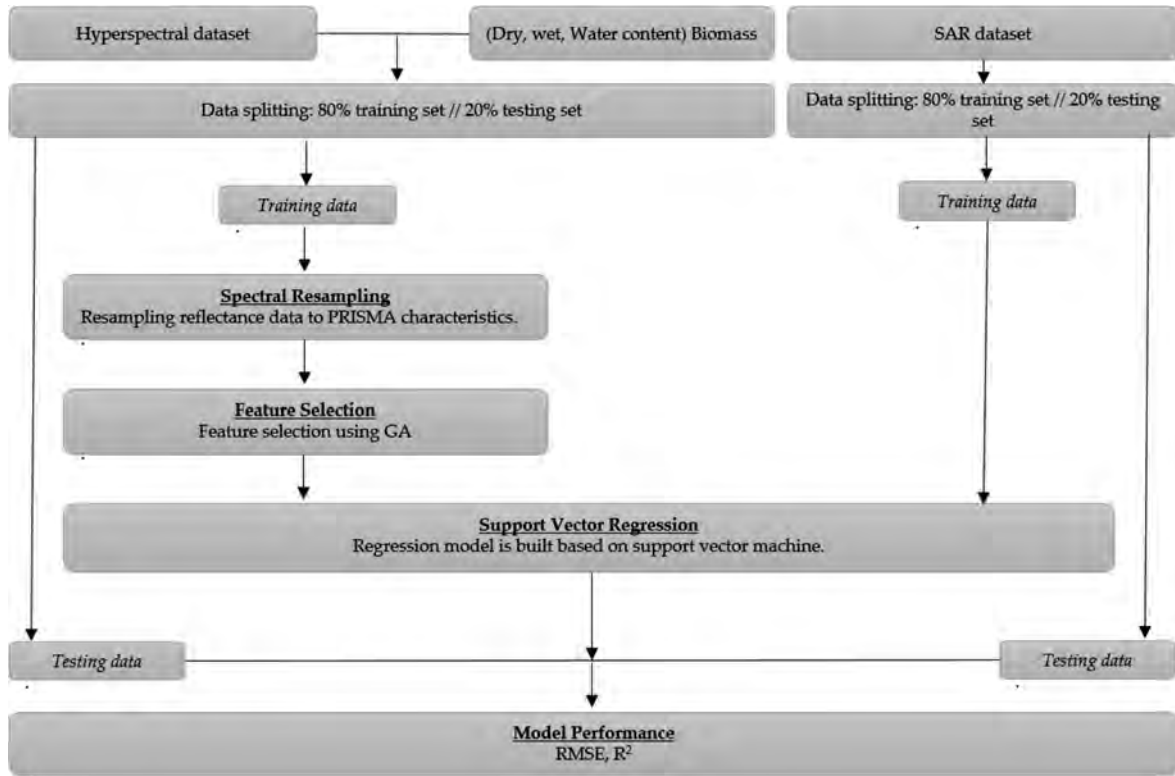 Hyperspectral dataset
(Dry, wet, Water content) Biomass
SAR dataset
Data splitting: 80% training set // 20% testing set
Data splitting: 80% training set // 20% testing
set
Training data
Training data
Spectral Resampling
Resampling reflectance data to PRISMA characteristics.
Feature Selection
Feature selection using GA
Support Vector Regression
Regression model is built based on support vector machine.
Testing data
Testing data
Model Performance
RMSE, R²